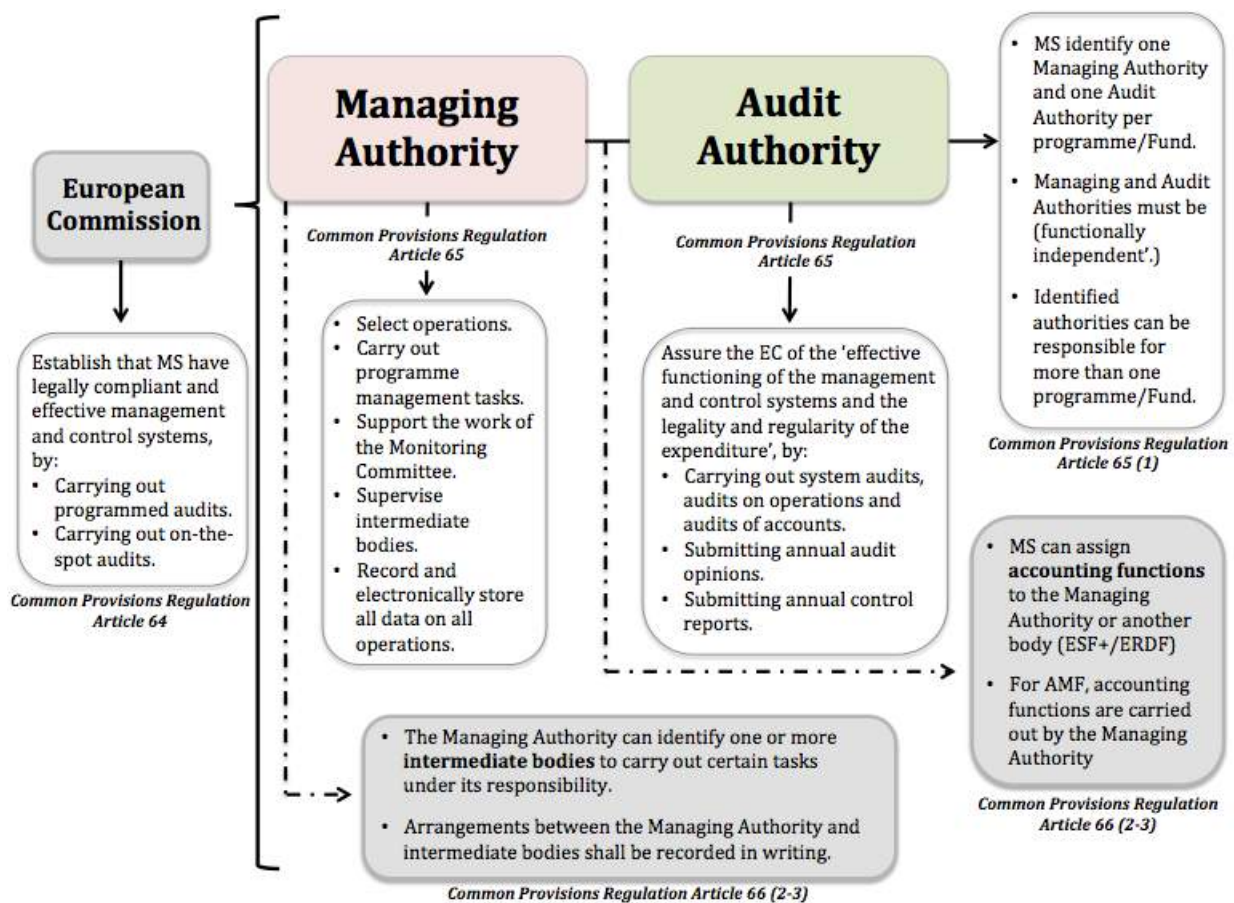 European
Commission
Establish that MS have
legally compliant and
effective management
and control systems,
by:
• Carrying out
programmed audits.
• Carrying out on-the-
spot audits.
Common Provisions Regulation
Article 64
Managing
Authority
Common Provisions Regulation
Article 65
• Select operations.
• Carry out
programme
management tasks.
• Support the work of
the Monitoring
Committee.
• Supervise
intermediate
bodies.
• Record and
electronically store
all data on all
operations.
Audit
Authority
Common Provisions Regulation
Article 65
Assure the EC of the 'effective
functioning of the management
and control systems and the
legality and regularity of the
expenditure', by:
• Carrying out system audits,
audits on operations and
audits of accounts.
• Submitting annual audit
opinions.
• Submitting annual control
reports.
• MS identify one
Managing Authority
and one Audit
Authority per
programme/Fund.
• Managing and Audit
Authorities must be
(functionally
independent'.)
• Identified
authorities can be
responsible for
more than one
programme/Fund.
Common Provisions Regulation
Article 65 (1)
• MS can assign
accounting functions
to the Managing
Authority or another
body (ESF+/ERDF)
• For AMF, accounting
functions are carried
out by the Managing
Authority
Common Provisions Regulation
Article 66 (2-3)
• The Managing Authority can identify one or more
intermediate bodies to carry out certain tasks
under its responsibility.
• Arrangements between the Managing Authority and
intermediate bodies shall be recorded in writing.
Common Provisions Regulation Article 66 (2-3)